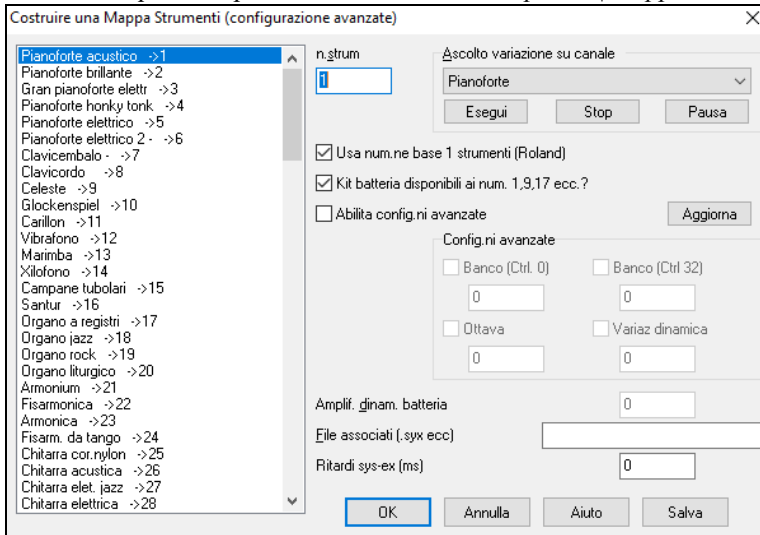 Costruire una Mappa Strumenti (configurazione avanzate)
Pianoforte acustico ->1
Pianoforte brillante ->2
Gran pianoforte elettr ->3
Pianoforte honky tonk ->4
Pianoforte elettrico ->5
Pianoforte elettrico 2 - ->6
Clavicembalo - ->7
Clavicordo ->8
Celeste ->9
Glockenspiel ->10
Carillon ->11
Vibrafono ->12
Marimba ->13
Xilofono ->14
Campane tubolari ->15
Santur ->16
Organo a registri ->17
Organo jazz ->18
Organo rock ->19
Organo liturgico ->20
Armonium ->21
Fisarmonica ->22
Armonica ->23
Fisarm. da tango ->24
Chitarra cor.nylon ->25
Chitarra acustica ->26
Chitarra elet. jazz ->27
Chitarra elettrica ->28
n.strum
1
Ascolto variazione su canale
Pianoforte
Esegui Stop Pausa
Usa num.ne base 1 strumenti (Roland)
Kit batteria disponibili ai num. 1,9,17 ecc.?
Abilita config.ni avanzate
Aggiorna
Config.ni avanzate
Banco (Ctrl. 0) Banco (Ctrl 32)
0 0
Ottava Variaz dinamica
0 0
Amplif. dinam. batteria 0
File associati (.syx ecc)
Ritardi sys-ex (ms) 0
OK Annulla Aiuto Salva